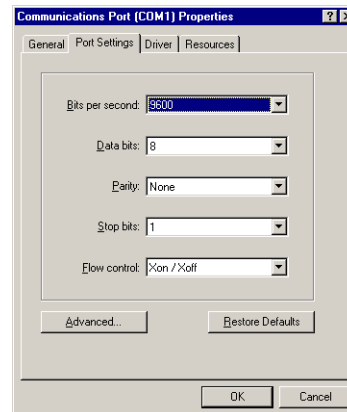 Communications Port (COM1) Properties
General Port Settings Driver Resources
Bits per second: 9600
Data bits: 8
Parity: None
Stop bits: 1
Flow control: Xon / Xoff
Advanced... Restore Defaults
OK Cancel